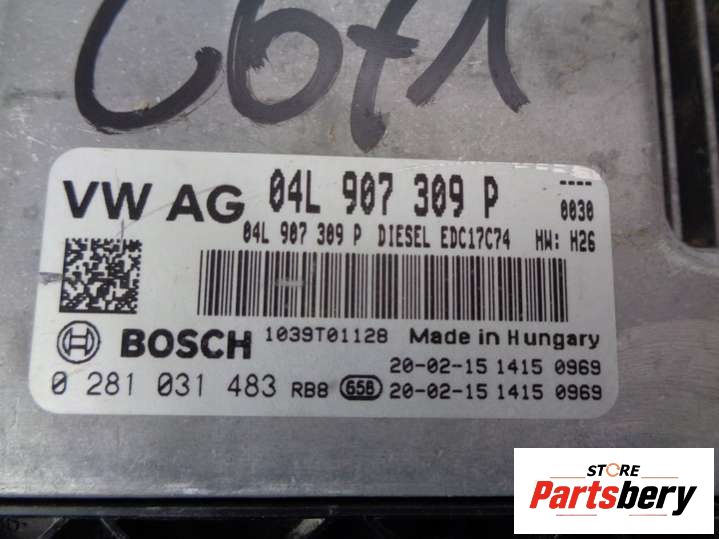 C6f1
VW AG 04L 907 309 P ---- 0030
04L 907 309 P DIESEL EDC17C74 HW: H26
BOSCH 1039T01128 Made in Hungary
20-02-15 1415 0969
0 281 031 483 RB8 658 20-02-15 1415 0969
STORE
Partsbery